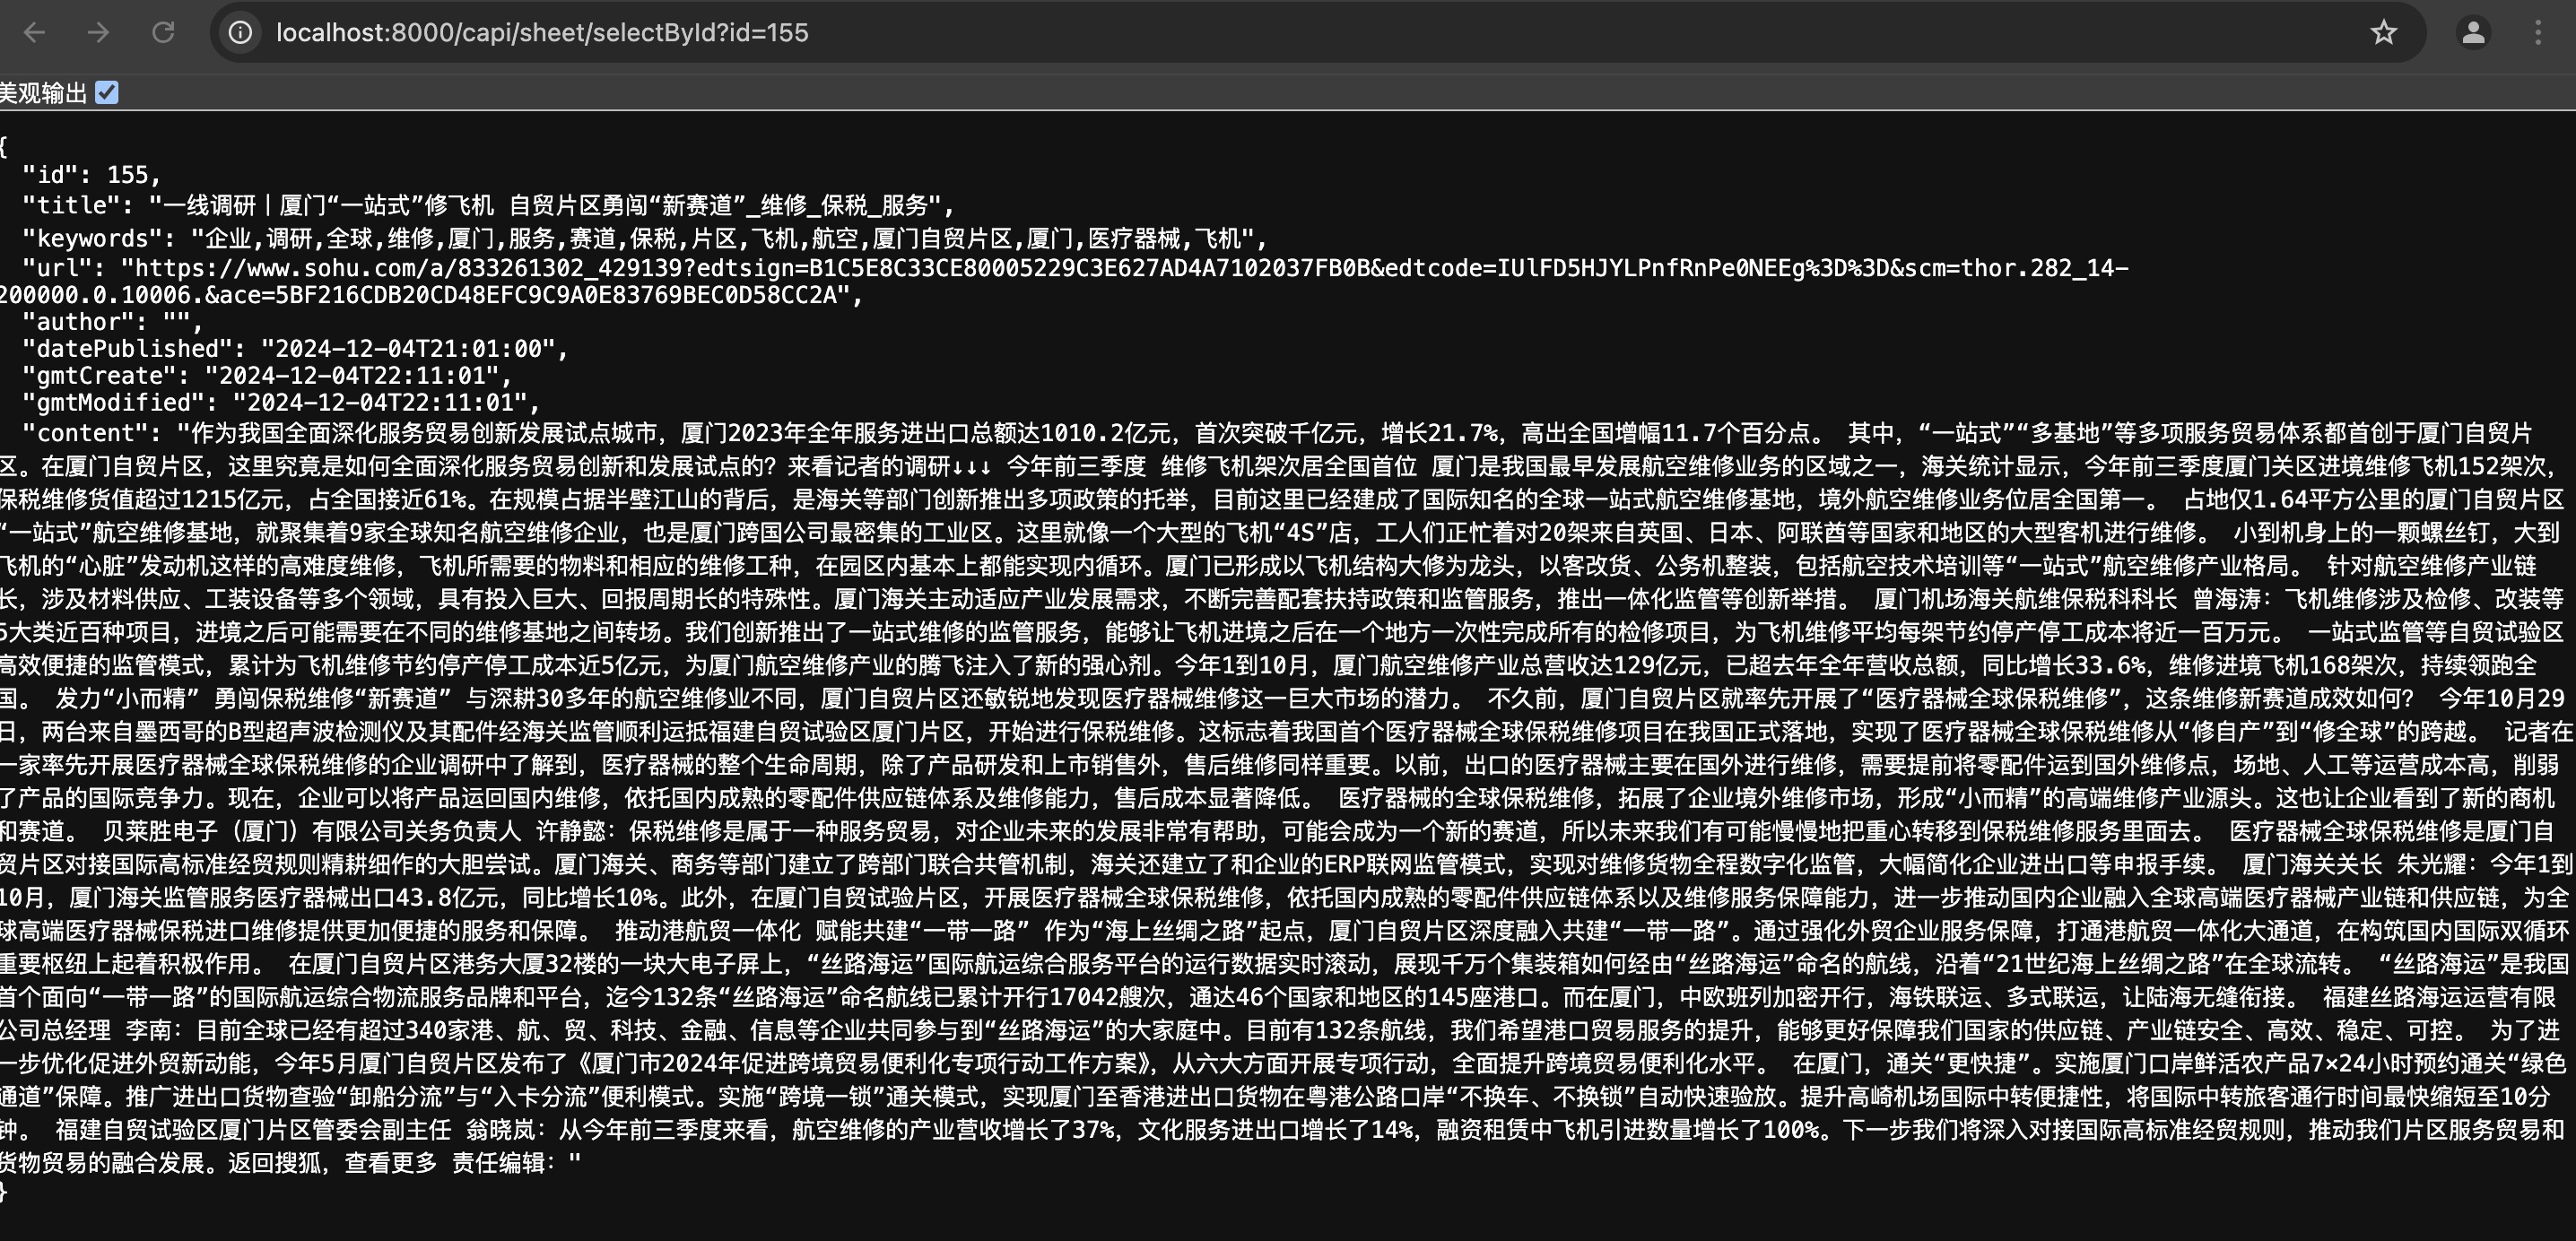 localhost:8000/capi/sheet/selectById?id=155
美观输出
{
"id": 155,
"title": "一线调研｜厦门“一站式”修飞机 自贸片区勇闯“新赛道”_维修_保税_服务",
"keywords": "企业,调研,全球,维修,厦门,服务,赛道,保税,片区,飞机,航空,厦门自贸片区,厦门,医疗器械,飞机",
"url": "https://www.sohu.com/a/833261302_429139?edtsign=B1C5E8C33CE80005229C3E627AD4A7102037FB0B&edtcode=IUlFD5HJYLPnfRnPe0NEEg%3D%3D&scm=thor.282_14-
200000.0.10006.&ace=5BF216CDB20CD48EFC9C9A0E83769BEC0D58CC2A",
"author": "",
"datePublished": "2024-12-04T21:01:00",
"gmtCreate": "2024-12-04T22:11:01",
"gmtModified": "2024-12-04T22:11:01",
"content": "作为我国全面深化服务贸易创新发展试点城市，厦门2023年全年服务进出口总额达1010.2亿元，首次突破千亿元，增长21.7%，高出全国增幅11.7个百分点。 其中，“一站式”“多基地”等多项服务贸易体系都首创于厦门自贸片
区。在厦门自贸片区，这里究竟是如何全面深化服务贸易创新和发展试点的？来看记者的调研↓↓↓ 今年前三季度 维修飞机架次居全国首位 厦门是我国最早发展航空维修业务的区域之一，海关统计显示，今年前三季度厦门关区进境维修飞机152架次，
保税维修货值超过1215亿元，占全国接近61%。在规模占据半壁江山的背后，是海关等部门创新推出多项政策的托举，目前这里已经建成了国际知名的全球一站式航空维修基地，境外航空维修业务位居全国第一。 占地仅1.64平方公里的厦门自贸片区
“一站式”航空维修基地，就聚集着9家全球知名航空维修企业，也是厦门跨国公司最密集的工业区。这里就像一个大型的飞机“4S”店，工人们正忙着对20架来自英国、日本、阿联酋等国家和地区的大型客机进行维修。 小到机身上的一颗螺丝钉，大到
飞机的“心脏”发动机这样的高难度维修，飞机所需要的物料和相应的维修工种，在园区内基本上都能实现内循环。厦门已形成以飞机结构大修为龙头，以客改货、公务机整装，包括航空技术培训等“一站式”航空维修产业格局。 针对航空维修产业链
长，涉及材料供应、工装设备等多个领域，具有投入巨大、回报周期长的特殊性。厦门海关主动适应产业发展需求，不断完善配套扶持政策和监管服务，推出一体化监管等创新举措。 厦门机场海关航维保税科科长 曾海涛：飞机维修涉及检修、改装等
5大类近百种项目，进境之后可能需要在不同的维修基地之间转场。我们创新推出了一站式维修的监管服务，能够让飞机进境之后在一个地方一次性完成所有的检修项目，为飞机维修平均每架节约停产停工成本将近一百万元。 一站式监管等自贸试验区
高效便捷的监管模式，累计为飞机维修节约停产停工成本近5亿元，为厦门航空维修产业的腾飞注入了新的强心剂。今年1到10月，厦门航空维修产业总营收达129亿元，已超去年全年营收总额，同比增长33.6%，维修进境飞机168架次，持续领跑全
国。 发力“小而精” 勇闯保税维修“新赛道” 与深耕30多年的航空维修业不同，厦门自贸片区还敏锐地发现医疗器械维修这一巨大市场的潜力。 不久前，厦门自贸片区就率先开展了“医疗器械全球保税维修”，这条维修新赛道成效如何？ 今年10月29
日，两台来自墨西哥的B型超声波检测仪及其配件经海关监管顺利运抵福建自贸试验区厦门片区，开始进行保税维修。这标志着我国首个医疗器械全球保税维修项目在我国正式落地，实现了医疗器械全球保税维修从“修自产”到“修全球”的跨越。 记者在
一家率先开展医疗器械全球保税维修的企业调研中了解到，医疗器械的整个生命周期，除了产品研发和上市销售外，售后维修同样重要。以前，出口的医疗器械主要在国外进行维修，需要提前将零配件运到国外维修点，场地、人工等运营成本高，削弱
了产品的国际竞争力。现在，企业可以将产品运回国内维修，依托国内成熟的零配件供应链体系及维修能力，售后成本显著降低。 医疗器械的全球保税维修，拓展了企业境外维修市场，形成“小而精”的高端维修产业源头。这也让企业看到了新的商机
和赛道。 贝莱胜电子（厦门）有限公司关务负责人 许静懿：保税维修是属于一种服务贸易，对企业未来的发展非常有帮助，可能会成为一个新的赛道，所以未来我们有可能慢慢地把重心转移到保税维修服务里面去。 医疗器械全球保税维修是厦门自
贸片区对接国际高标准经贸规则精耕细作的大胆尝试。厦门海关、商务等部门建立了跨部门联合共管机制，海关还建立了和企业的ERP联网监管模式，实现对维修货物全程数字化监管，大幅简化企业进出口等申报手续。 厦门海关关长 朱光耀：今年1到
10月，厦门海关监管服务医疗器械出口43.8亿元，同比增长10%。此外，在厦门自贸试验片区，开展医疗器械全球保税维修，依托国内成熟的零配件供应链体系以及维修服务保障能力，进一步推动国内企业融入全球高端医疗器械产业链和供应链，为全
球高端医疗器械保税进口维修提供更加便捷的服务和保障。 推动港航贸一体化 赋能共建“一带一路” 作为“海上丝绸之路”起点，厦门自贸片区深度融入共建“一带一路”。通过强化外贸企业服务保障，打通港航贸一体化大通道，在构筑国内国际双循环
重要枢纽上起着积极作用。 在厦门自贸片区港务大厦32楼的一块大电子屏上，“丝路海运”国际航运综合服务平台的运行数据实时滚动，展现千万个集装箱如何经由“丝路海运”命名的航线，沿着“21世纪海上丝绸之路”在全球流转。 “丝路海运”是我国
首个面向“一带一路”的国际航运综合物流服务品牌和平台，迄今132条“丝路海运”命名航线已累计开行17042艘次，通达46个国家和地区的145座港口。而在厦门，中欧班列加密开行，海铁联运、多式联运，让陆海无缝衔接。 福建丝路海运运营有限
公司总经理 李南：目前全球已经有超过340家港、航、贸、科技、金融、信息等企业共同参与到“丝路海运”的大家庭中。目前有132条航线，我们希望港口贸易服务的提升，能够更好保障我们国家的供应链、产业链安全、高效、稳定、可控。 为了进
一步优化促进外贸新动能，今年5月厦门自贸片区发布了《厦门市2024年促进跨境贸易便利化专项行动工作方案》，从六大方面开展专项行动，全面提升跨境贸易便利化水平。 在厦门，通关“更快捷”。实施厦门口岸鲜活农产品7×24小时预约通关“绿色
通道”保障。推广进出口货物查验“卸船分流”与“入卡分流”便利模式。实施“跨境一锁”通关模式，实现厦门至香港进出口货物在粤港公路口岸“不换车、不换锁”自动快速验放。提升高崎机场国际中转便捷性，将国际中转旅客通行时间最快缩短至10分
钟。 福建自贸试验区厦门片区管委会副主任 翁晓岚：从今年前三季度来看，航空维修的产业营收增长了37%，文化服务进出口增长了14%，融资租赁中飞机引进数量增长了100%。下一步我们将深入对接国际高标准经贸规则，推动我们片区服务贸易和
货物贸易的融合发展。返回搜狐，查看更多 责任编辑："
}